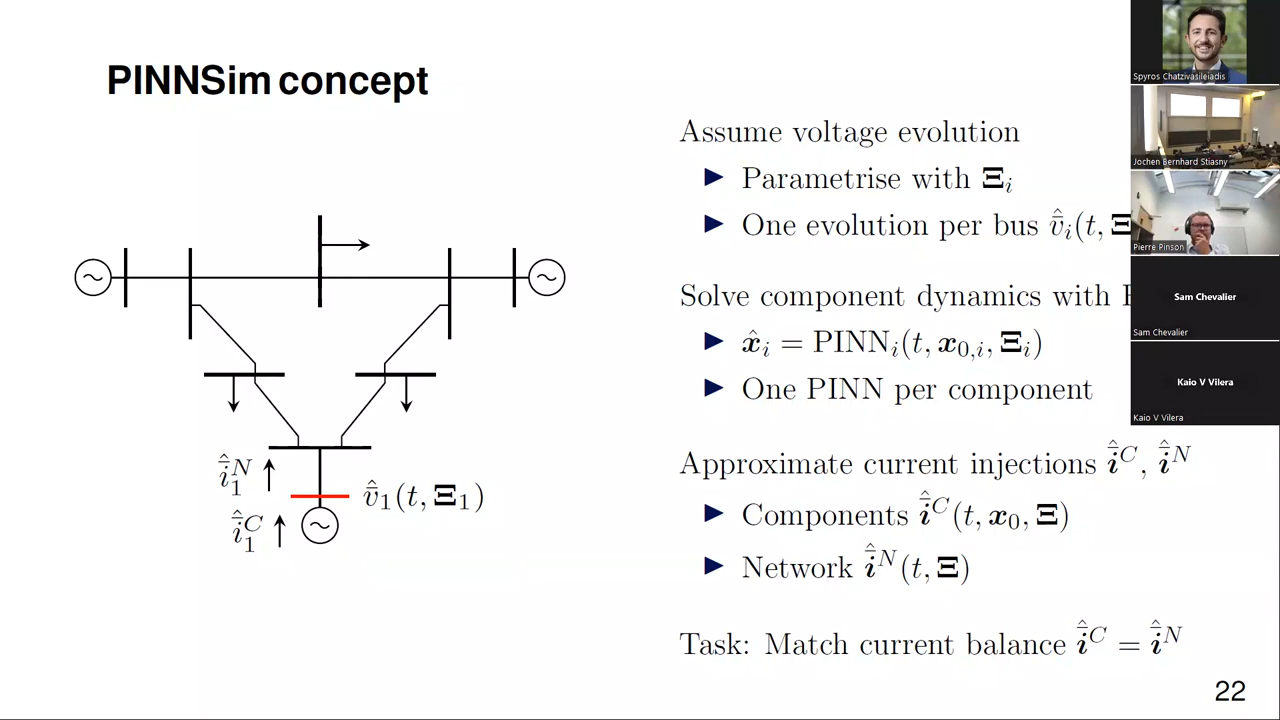 PINNSim concept
Assume voltage evolution
▶ Parametrise with Ξᵢ
▶ One evolution per bus v̄̂ᵢ(t, Ξ
Solve component dynamics with
▶ x̂ᵢ = PINNᵢ(t, x₀,ᵢ, Ξᵢ)
▶ One PINN per component
Approximate current injections ī̂ᶜ, ī̂ᴺ
▶ Components ī̂ᶜ(t, x₀, Ξ)
▶ Network ī̂ᴺ(t, Ξ)
Task: Match current balance ī̂ᶜ = ī̂ᴺ
ī̂₁ᴺ
v̄̂₁(t, Ξ₁)
ī̂₁ᶜ
22
Spyros Chatzivasileiadis
Jochen Bernhard Stiasny
Pierre Pinson
Sam Chevalier
Sam Chevalier
Kaio V Vilera
Kaio V Vilera